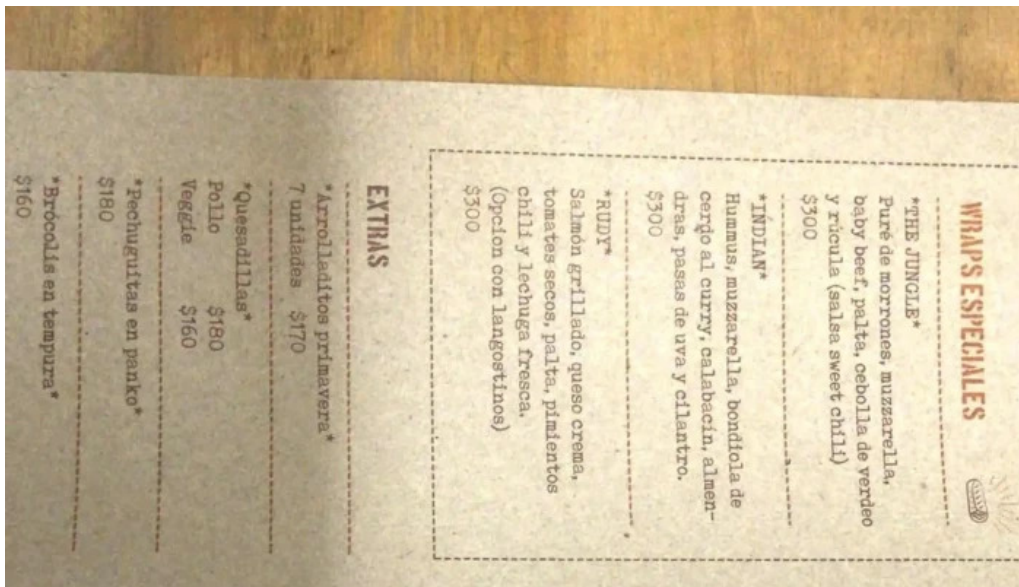 WRAPS ESPECIALES
*THE JUNGLE*
Puré de morrones, muzzarella,
baby beef, palta, cebolla de verdeo
y rúcula (salsa sweet chili)
$300
*INDIAN*
Hummus, muzzarella, bondiola de
cerdo al curry, calabacín, almen-
dras, pasas de uva y cilantro.
$300
*RUDY*
Salmón grillado, queso crema,
tomates secos, palta, pimientos
chili y lechuga fresca.
(Opcion con langostinos)
$300
EXTRAS
*Arrolladitos primavera*
7 unidades $170
*Quesadillas*
Pollo $180
Veggie $160
*Pechuguitas en panko*
$180
*Brócolis en tempura*
$160